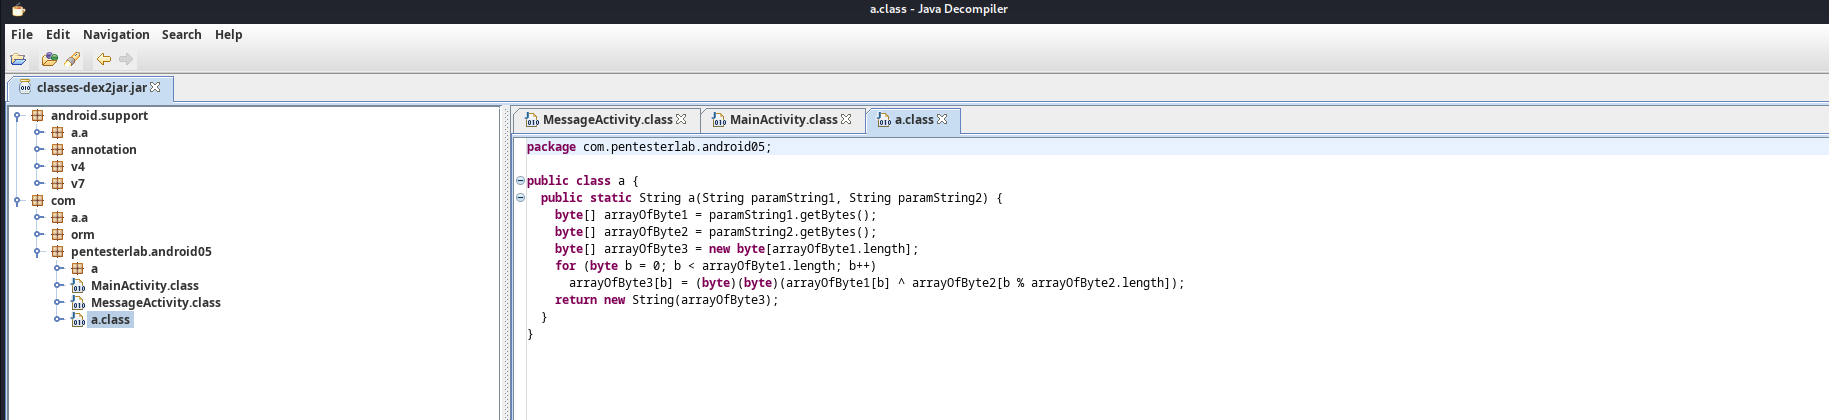 a.class - Java Decompiler
File Edit Navigation Search Help
classes-dex2jar.jar
android.support
a.a
annotation
v4
v7
com
a.a
orm
pentesterlab.android05
a
MainActivity.class
MessageActivity.class
a.class
MessageActivity.class MainActivity.class a.class
package com.pentesterlab.android05;
public class a {
public static String a(String paramString1, String paramString2) {
byte[] arrayOfByte1 = paramString1.getBytes();
byte[] arrayOfByte2 = paramString2.getBytes();
byte[] arrayOfByte3 = new byte[arrayOfByte1.length];
for (byte b = 0; b < arrayOfByte1.length; b++)
arrayOfByte3[b] = (byte)(byte)(arrayOfByte1[b] ^ arrayOfByte2[b % arrayOfByte2.length]);
return new String(arrayOfByte3);
}
}